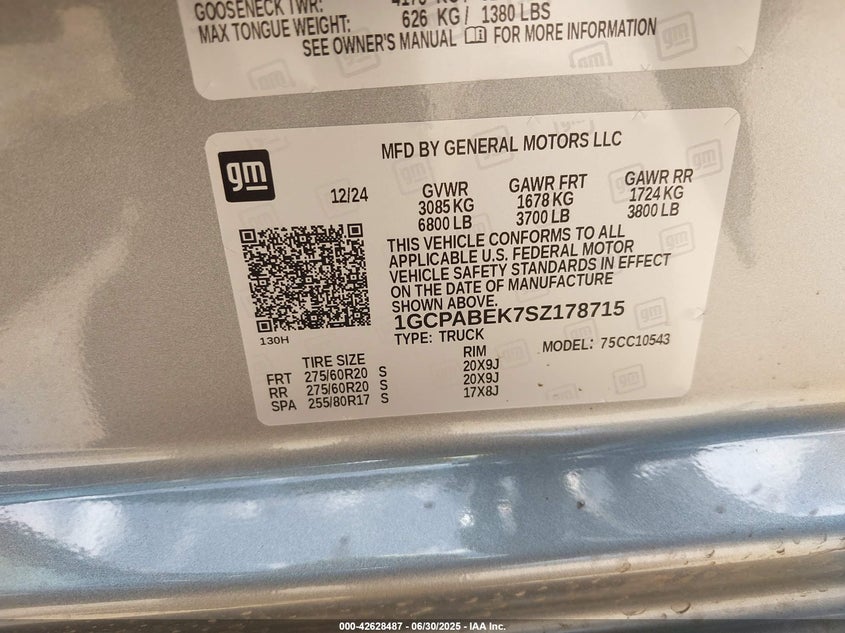 GOOSENECK TWR:
MAX TONGUE WEIGHT: 626 KG/ 1380 LBS
SEE OWNER'S MANUAL FOR MORE INFORMATION
gm
MFD BY GENERAL MOTORS LLC
12/24 GVWR GAWR FRT GAWR RR
3085 KG 1678 KG 1724 KG
6800 LB 3700 LB 3800 LB
THIS VEHICLE CONFORMS TO ALL
APPLICABLE U.S. FEDERAL MOTOR
VEHICLE SAFETY STANDARDS IN EFFECT
ON THE DATE OF MANUFACTURE
SHOWN ABOVE.
1GCPABEK7SZ178715
TYPE: TRUCK MODEL: 75CC10543
130H
TIRE SIZE RIM
FRT 275/60R20 S 20X9J
RR 275/60R20 S 20X9J
SPA 255/80R17 S 17X8J
000-42628487 - 06/30/2025 - IAA Inc.